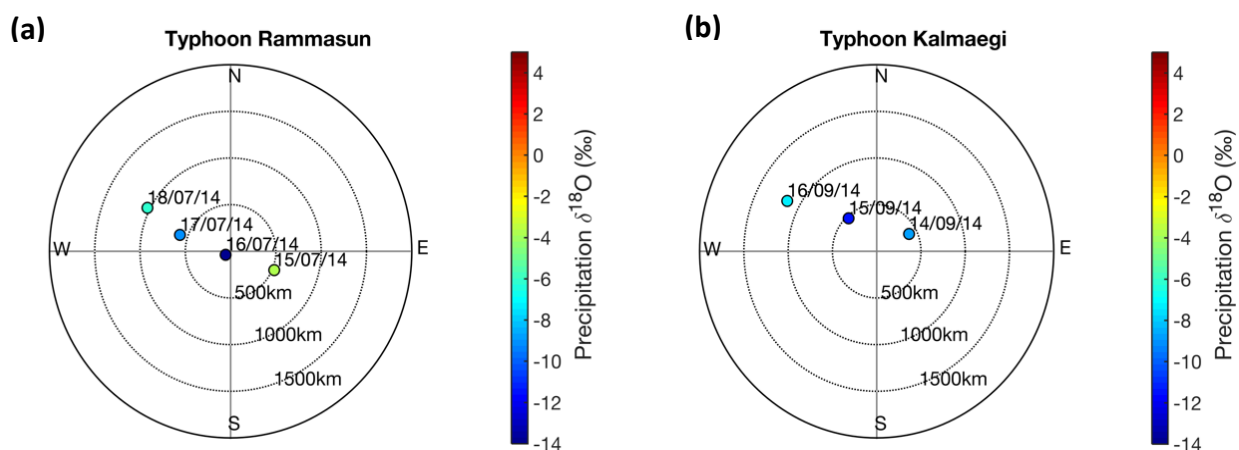 (a)
Typhoon Rammasun
N
W
E
S
18/07/14
17/07/14
16/07/14
15/07/14
500km
1000km
1500km
4
2
0
-2
-4
-6
-8
-10
-12
-14
Precipitation δ¹⁸O (‰)
(b)
Typhoon Kalmaegi
N
W
E
S
16/09/14
15/09/14
14/09/14
500km
1000km
1500km
4
2
0
-2
-4
-6
-8
-10
-12
-14
Precipitation δ¹⁸O (‰)